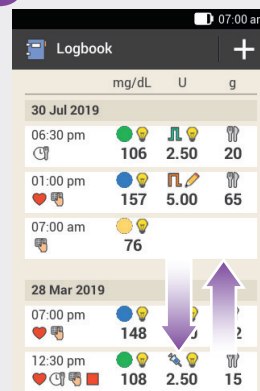 07:00 am
Logbook
mg/dL U g
30 Jul 2019
06:30 pm
106 2.50 20
01:00 pm
157 5.00 65
07:00 am
76
28 Mar 2019
07:00 pm
148
12:30 pm
108 2.50 15